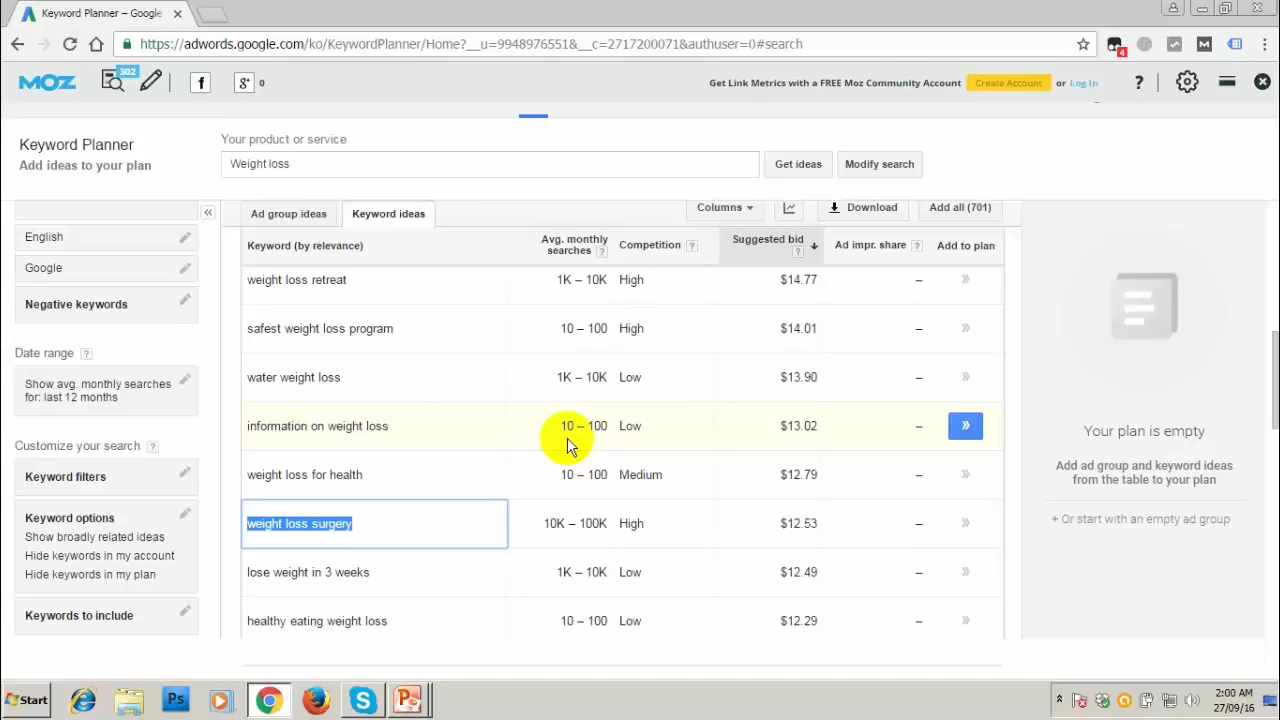 Keyword Planner – Google
https://adwords.google.com/ko/KeywordPlanner/Home?__u=9948976551&__c=2717200071&authuser=0#search
4
M
MOZ
302
f
g+ 0
Get Link Metrics with a FREE Moz Community Account Create Account or Log In
?
Keyword Planner
Add ideas to your plan
Your product or service
Weight loss
Get ideas
Modify search
«
English
Google
Negative keywords
Date range ?
Show avg. monthly searches
for: last 12 months
Customize your search ?
Keyword filters
Keyword options
Show broadly related ideas
Hide keywords in my account
Hide keywords in my plan
Keywords to include
Ad group ideas Keyword ideas
Columns
Download
Add all (701)
Keyword (by relevance) Avg. monthly searches ? Competition ? Suggested bid ? Ad impr. share ? Add to plan
weight loss retreat 1K – 10K High $14.77 – »
safest weight loss program 10 – 100 High $14.01 – »
water weight loss 1K – 10K Low $13.90 – »
information on weight loss 10 – 100 Low $13.02 – »
weight loss for health 10 – 100 Medium $12.79 – »
weight loss surgery 10K – 100K High $12.53 – »
lose weight in 3 weeks 1K – 10K Low $12.49 – »
healthy eating weight loss 10 – 100 Low $12.29 – »
Your plan is empty
Add ad group and keyword ideas
from the table to your plan
+ Or start with an empty ad group
Start
Ps
2:00 AM
27/09/16